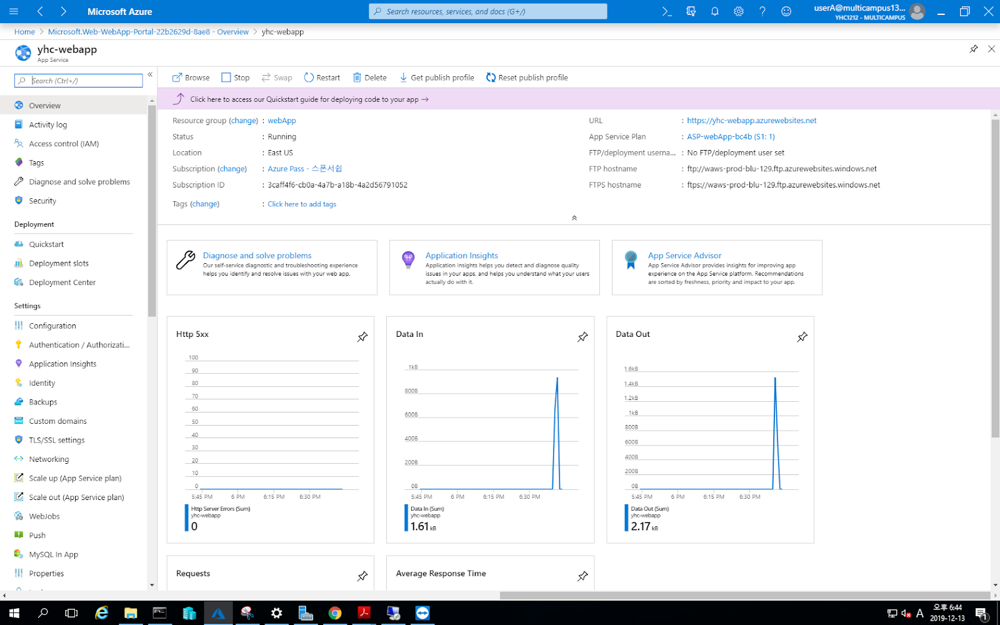 Microsoft Azure
Search resources, services, and docs (G+/)
userA@multicampus13...
YHC1212 - MULTICAMPUS
Home > Microsoft.Web-WebApp-Portal-22b2629d-8ae8 - Overview > yhc-webapp
yhc-webapp
App Service
Search (Ctrl+/)
Overview
Activity log
Access control (IAM)
Tags
Diagnose and solve problems
Security
Deployment
Quickstart
Deployment slots
Deployment Center
Settings
Configuration
Authentication / Authorizati...
Application Insights
Identity
Backups
Custom domains
TLS/SSL settings
Networking
Scale up (App Service plan)
Scale out (App Service plan)
WebJobs
Push
MySQL In App
Properties
Browse Stop Swap Restart Delete Get publish profile Reset publish profile
Click here to access our Quickstart guide for deploying code to your app →
Resource group (change) : webApp
Status : Running
Location : East US
Subscription (change) : Azure Pass - 스폰서쉽
Subscription ID : 3caff4f6-cb0a-4a7b-a18b-4a2d56791052
Tags (change) : Click here to add tags
URL : https://yhc-webapp.azurewebsites.net
App Service Plan : ASP-webApp-bc4b (S1: 1)
FTP/deployment userna... : No FTP/deployment user set
FTP hostname : ftp://waws-prod-blu-129.ftp.azurewebsites.windows.net
FTPS hostname : ftps://waws-prod-blu-129.ftp.azurewebsites.windows.net
Diagnose and solve problems
Our self-service diagnostic and troubleshooting experience
helps you identify and resolve issues with your web app.
Application Insights
Application Insights helps you detect and diagnose quality
issues in your apps, and helps you understand what your users
actually do with it.
App Service Advisor
App Service Advisor provides insights for improving app
experience on the App Service platform. Recommendations
are sorted by freshness, priority and impact to your app.
Http 5xx
100
90
80
70
60
50
40
30
20
10
0
5:45 PM 6 PM 6:15 PM 6:30 PM
Http Server Errors (Sum)
yhc-webapp
0
Data In
1kB
800B
600B
400B
200B
0B
5:45 PM 6 PM 6:15 PM 6:30 PM
Data In (Sum)
yhc-webapp
1.61 kB
Data Out
1.6kB
1.4kB
1.2kB
1kB
800B
600B
400B
200B
0B
5:45 PM 6 PM 6:15 PM 6:30 PM
Data Out (Sum)
yhc-webapp
2.17 kB
Requests
Average Response Time
A
오후 6:44
2019-12-13
1